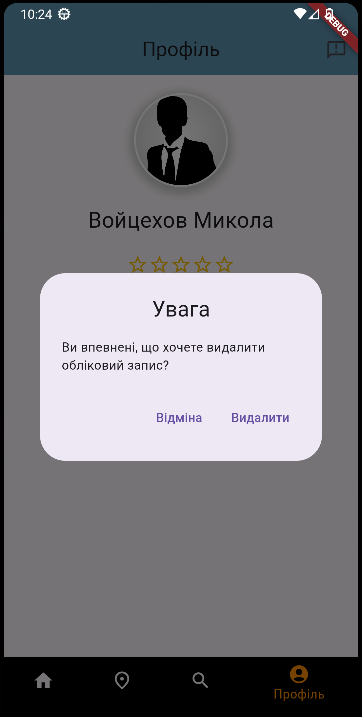 10:24
DEBUG
Профіль
Войцехов Микола
Увага
Ви впевнені, що хочете видалити
обліковий запис?
Відміна Видалити
Профіль